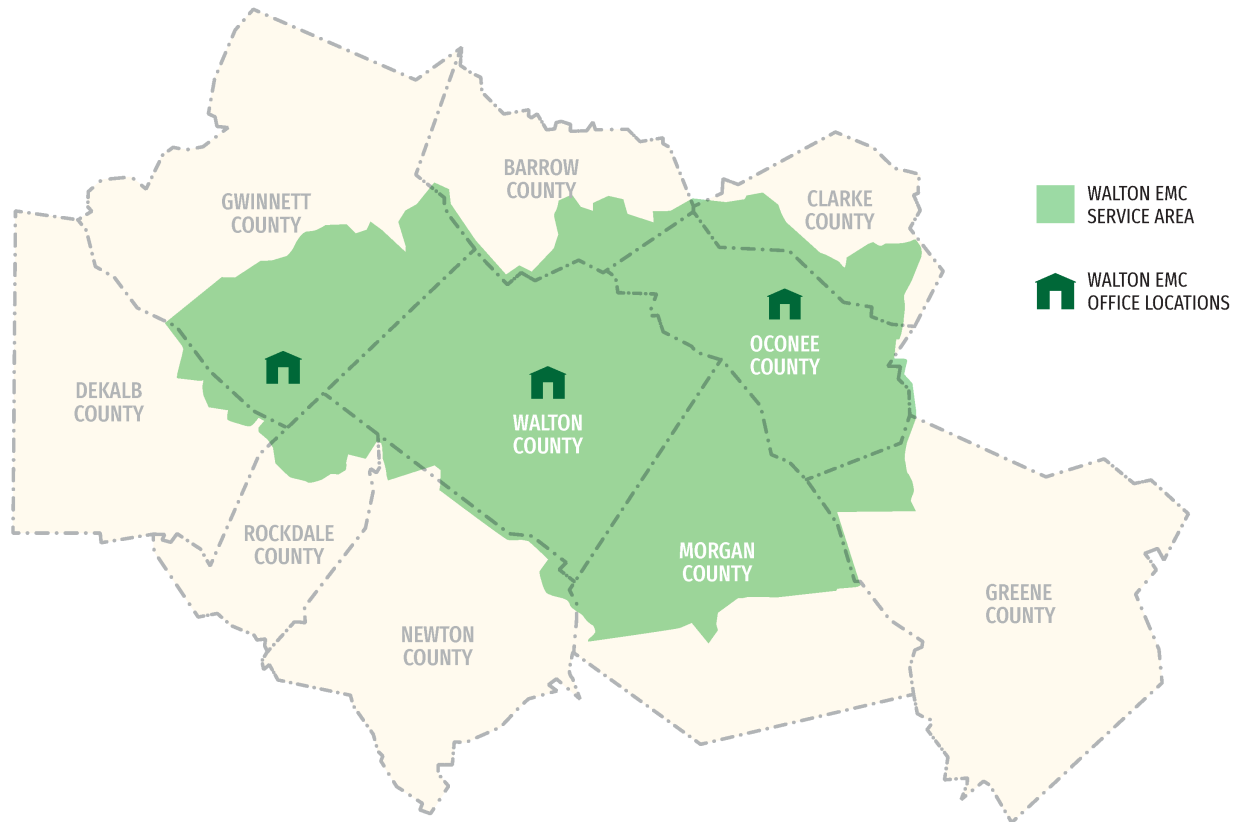 BARROW
COUNTY
GWINNETT
COUNTY
CLARKE
COUNTY
WALTON EMC
SERVICE AREA
WALTON EMC
OFFICE LOCATIONS
OCONEE
COUNTY
DEKALB
COUNTY
WALTON
COUNTY
ROCKDALE
COUNTY
MORGAN
COUNTY
GREENE
COUNTY
NEWTON
COUNTY